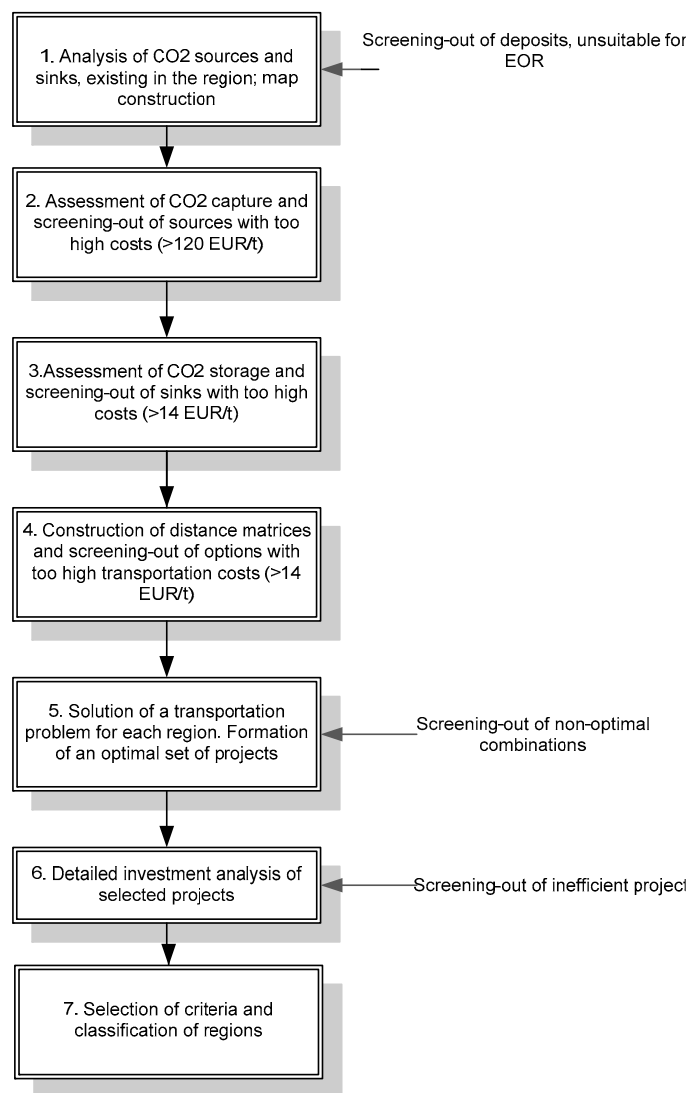 1. Analysis of CO2 sources and
sinks, existing in the region; map
construction
Screening-out of deposits, unsuitable for
EOR
2. Assessment of CO2 capture and
screening-out of sources with too
high costs (>120 EUR/t)
3.Assessment of CO2 storage and
screening-out of sinks with too high
costs (>14 EUR/t)
4. Construction of distance matrices
and screening-out of options with
too high transportation costs (>14
EUR/t)
5. Solution of a transportation
problem for each region. Formation
of an optimal set of projects
Screening-out of non-optimal
combinations
6. Detailed investment analysis of
selected projects
Screening-out of inefficient project
7. Selection of criteria and
classification of regions